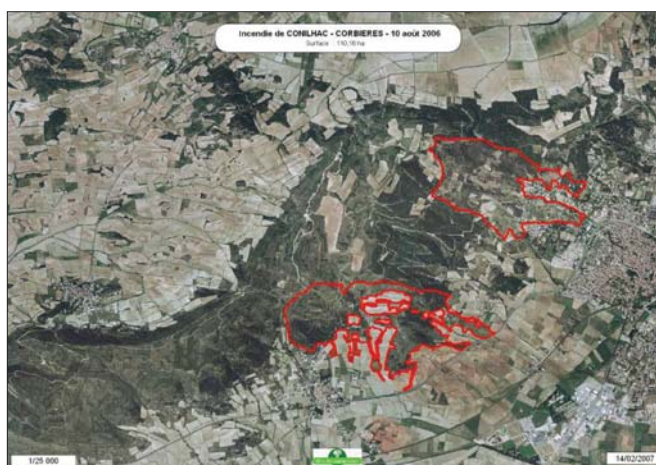 Incendie de CONILHAC - CORBIERES - 10 août 2006
Surface : 110,16 ha
1/25 000
14/02/2007